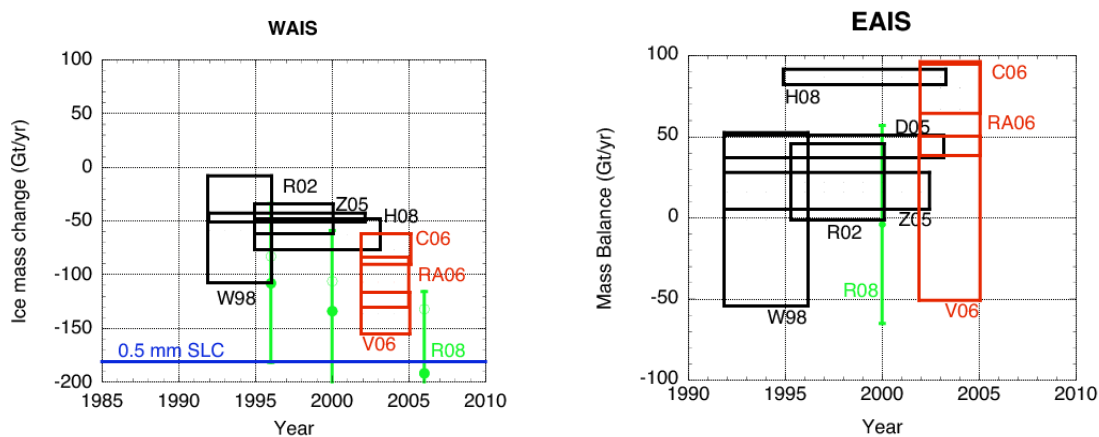 WAIS
100
50
0
-50
-100
-150
-200
Ice mass change (Gt/yr)
R02
Z05
H08
C06
RA06
W98
V06
R08
0.5 mm SLC
1985 1990 1995 2000 2005 2010
Year
EAIS
100
50
0
-50
-100
Mass Balance (Gt/yr)
C06
H08
D05
RA06
R02
Z05
R08
W98
V06
1990 1995 2000 2005 2010
Year